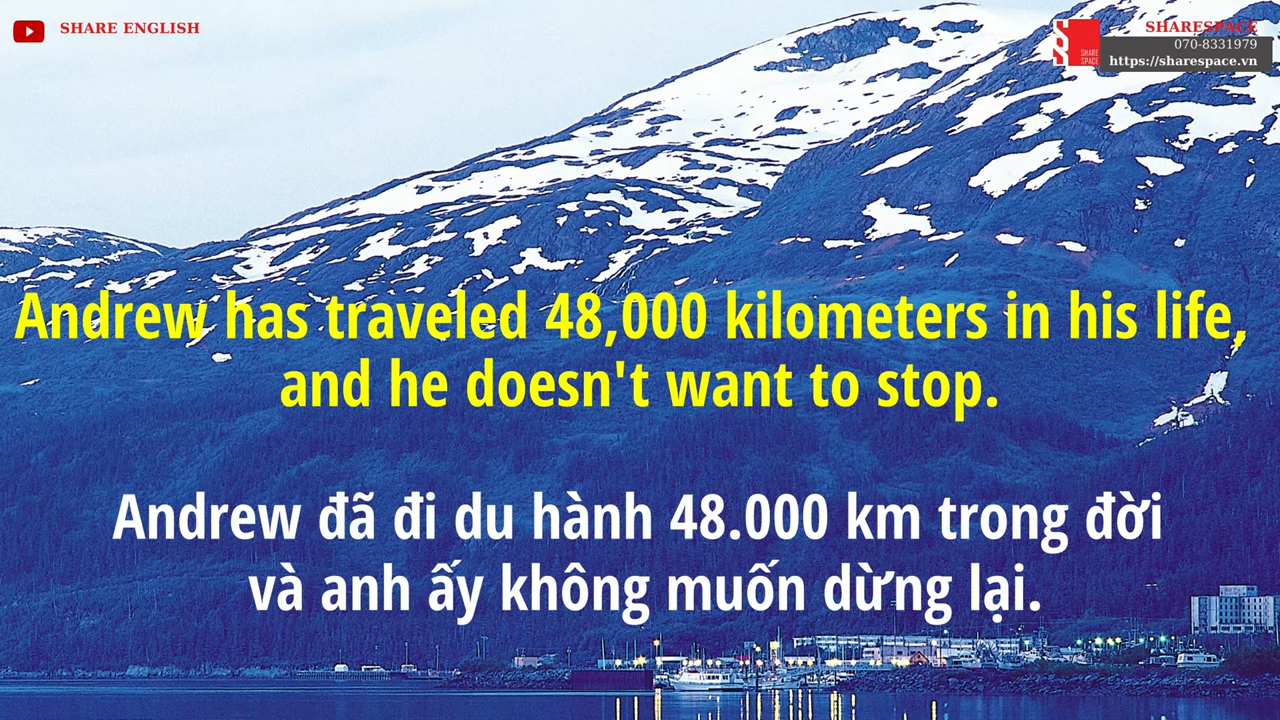 SHARE ENGLISH
SHARESPACE
070-8331979
SHARE
SPACE
https://sharespace.vn
Andrew has traveled 48,000 kilometers in his life,
and he doesn't want to stop.
Andrew đã đi du hành 48.000 km trong đời
và anh ấy không muốn dừng lại.